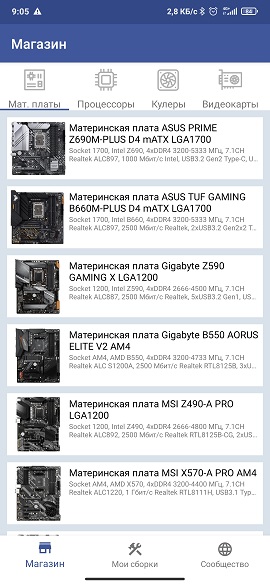 9:05
2,8 КБ/с
84
Магазин
Мат. платы
Процессоры
Кулеры
Видеокарты
Материнская плата ASUS PRIME
Z690M-PLUS D4 mATX LGA1700
Socket 1700, Intel Z690, 4xDDR4 3200-5333 МГц, 7.1CH
Realtek ALC897, 1000 Мбит/с Intel, USB3.2 Gen2 Type-C, U...
Материнская плата ASUS TUF GAMING
B660M-PLUS D4 mATX LGA1700
Socket 1700, Intel B660, 4xDDR4 3200-5333 МГц, 7.1CH
Realtek ALC897, 2500 Мбит/с Realtek, 2xUSB3.2 Gen2x2 T...
Материнская плата Gigabyte Z590
GAMING X LGA1200
Socket 1200, Intel Z590, 4xDDR4 2666-4500 МГц, 7.1CH
Realtek ALC887, 2500 Мбит/с Realtek, 5xUSB3.2 Gen1, US...
Материнская плата Gigabyte B550 AORUS
ELITE V2 AM4
Socket AM4, AMD B550, 4xDDR4 3200-4733 МГц, 7.1CH
Realtek ALC S1200A, 2500 Мбит/с Realtek RTL8125B, 3xU...
Материнская плата MSI Z490-A PRO
LGA1200
Socket 1200, Intel Z490, 4xDDR4 2666-4800 МГц, 7.1CH
Realtek ALC892, 2500 Мбит/с Realtek RTL8125B-CG, 2xUS...
Материнская плата MSI X570-A PRO AM4
Socket AM4, AMD X570, 4xDDR4 3200-4400 МГц, 7.1CH
Realtek ALC1220, 1 Гбит/с Realtek RTL8111H, USB3.1 Typ...
Магазин
Мои сборки
Сообщество